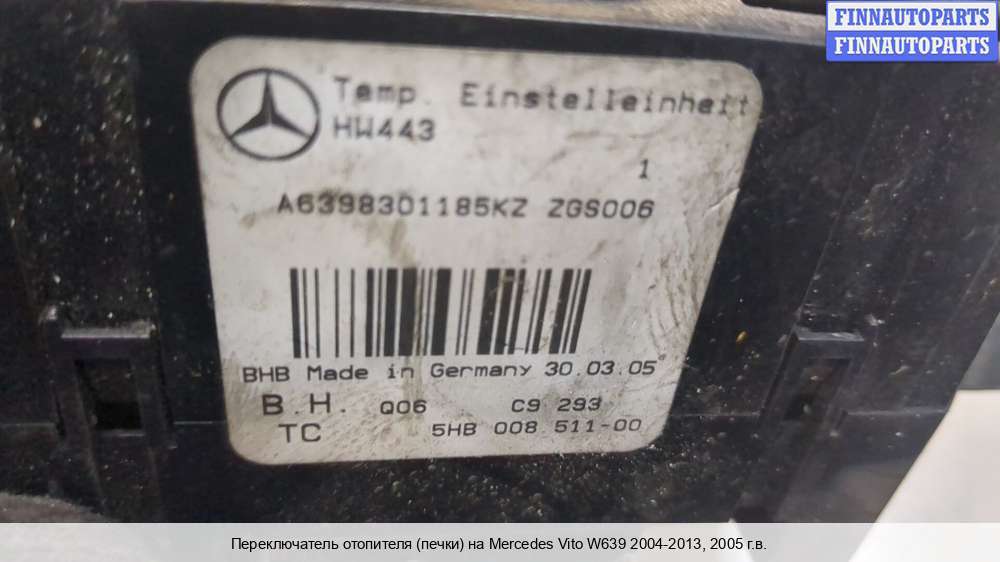 FINNAUTOPARTS
FINNAUTOPARTS
Temp. Einstelleinheit
HW443
1
A6398301185KZ ZGS006
BHB Made in Germany 30.03.05
B.H. Q06 C9 293
TC 5HB 008 511-00
Переключатель отопителя (печки) на Mercedes Vito W639 2004-2013, 2005 г.в.